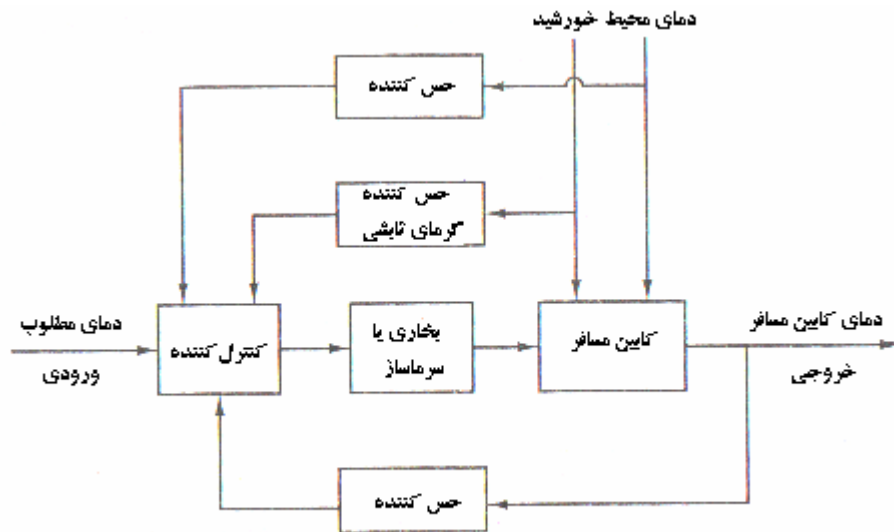 دمای محیط خورشید
حس کننده
حس کننده
گرمای تابشی
دمای مطلوب
ورودی
کنترل کننده
بخاری یا
سرماساز
کابین مسافر
دمای کابین مسافر
خروجی
حس کننده